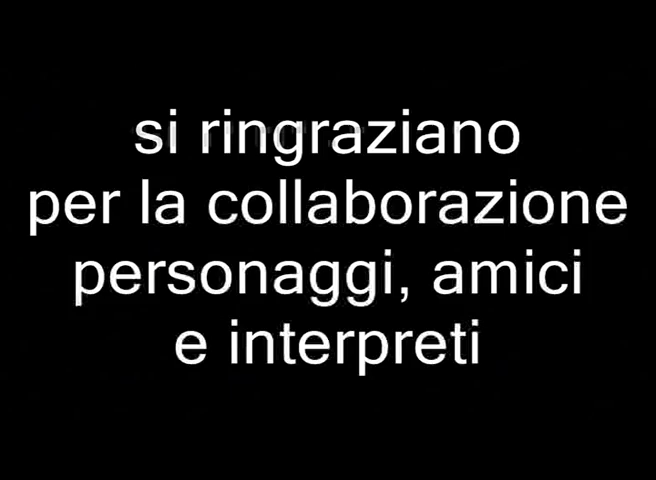 si ringraziano
per la collaborazione
personaggi, amici
e interpreti